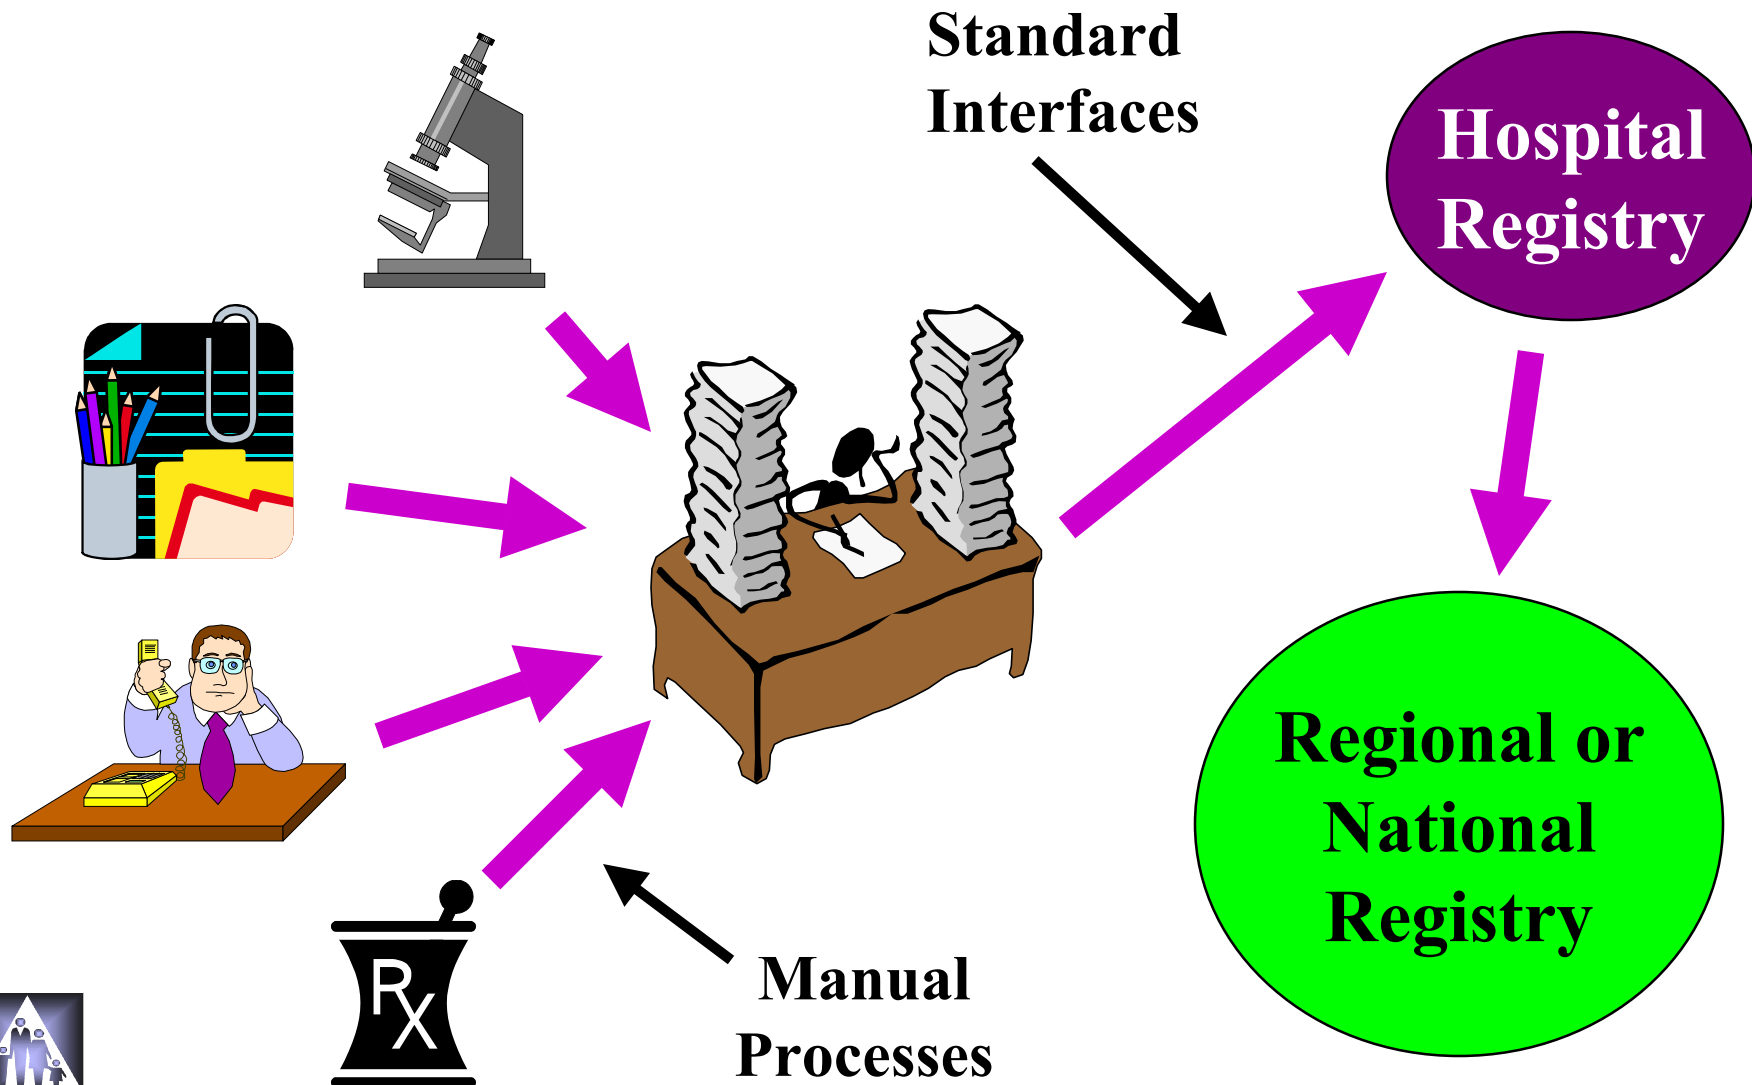 Standard
Interfaces
Hospital
Registry
Regional or
National
Registry
Manual
Processes
Rx